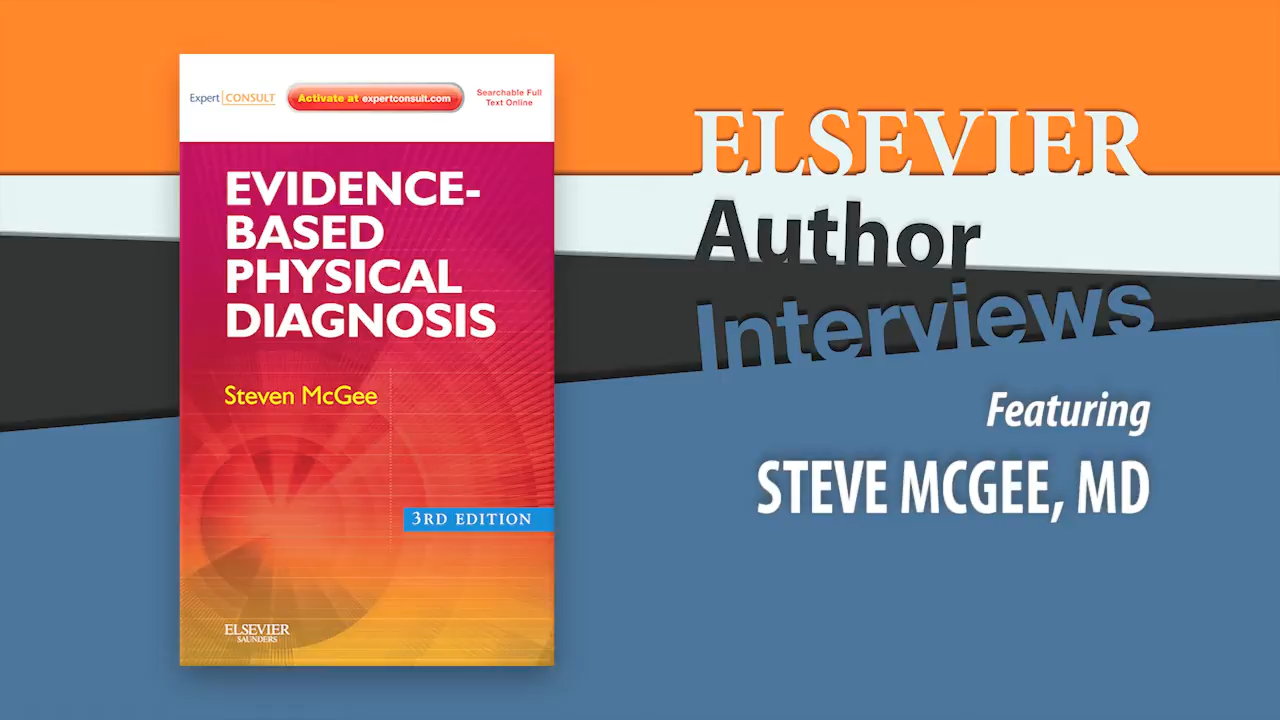 Expert CONSULT
Activate at expertconsult.com
Searchable Full
Text Online
EVIDENCE-
BASED
PHYSICAL
DIAGNOSIS
Steven McGee
3RD EDITION
ELSEVIER
SAUNDERS
ELSEVIER
Author
Interviews
Featuring
STEVE MCGEE, MD